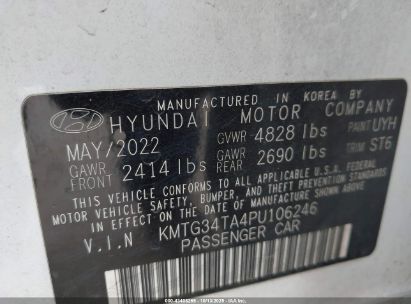 MANUFACTURED IN KOREA BY
HYUNDAI MOTOR COMPANY
MAY/2022 GVWR 4828 lbs PAINT UYH
GAWR FRONT 2414 lbs GAWR REAR 2690 lbs TRIM ST6
THIS VEHICLE CONFORMS TO ALL APPLICABLE U.S. FEDERAL
MOTOR VEHICLE SAFETY, BUMPER, AND THEFT PREVENTION STANDARDS
IN EFFECT ON THE DATE OF MANUFACTURE SHOWN ABOVE.
V.I.N KMTG34TA4PU106246
PASSENGER CAR